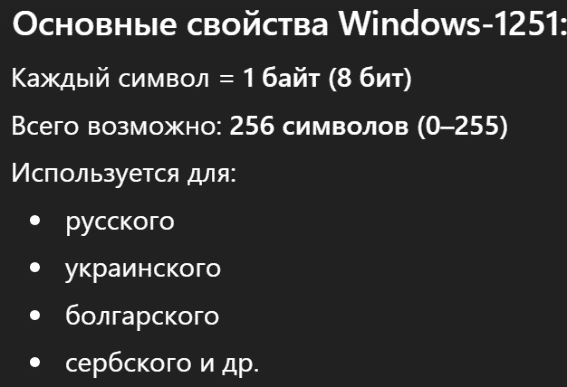 Основные свойства Windows-1251:
Каждый символ = 1 байт (8 бит)
Всего возможно: 256 символов (0–255)
Используется для:
• русского
• украинского
• болгарского
• сербского и др.